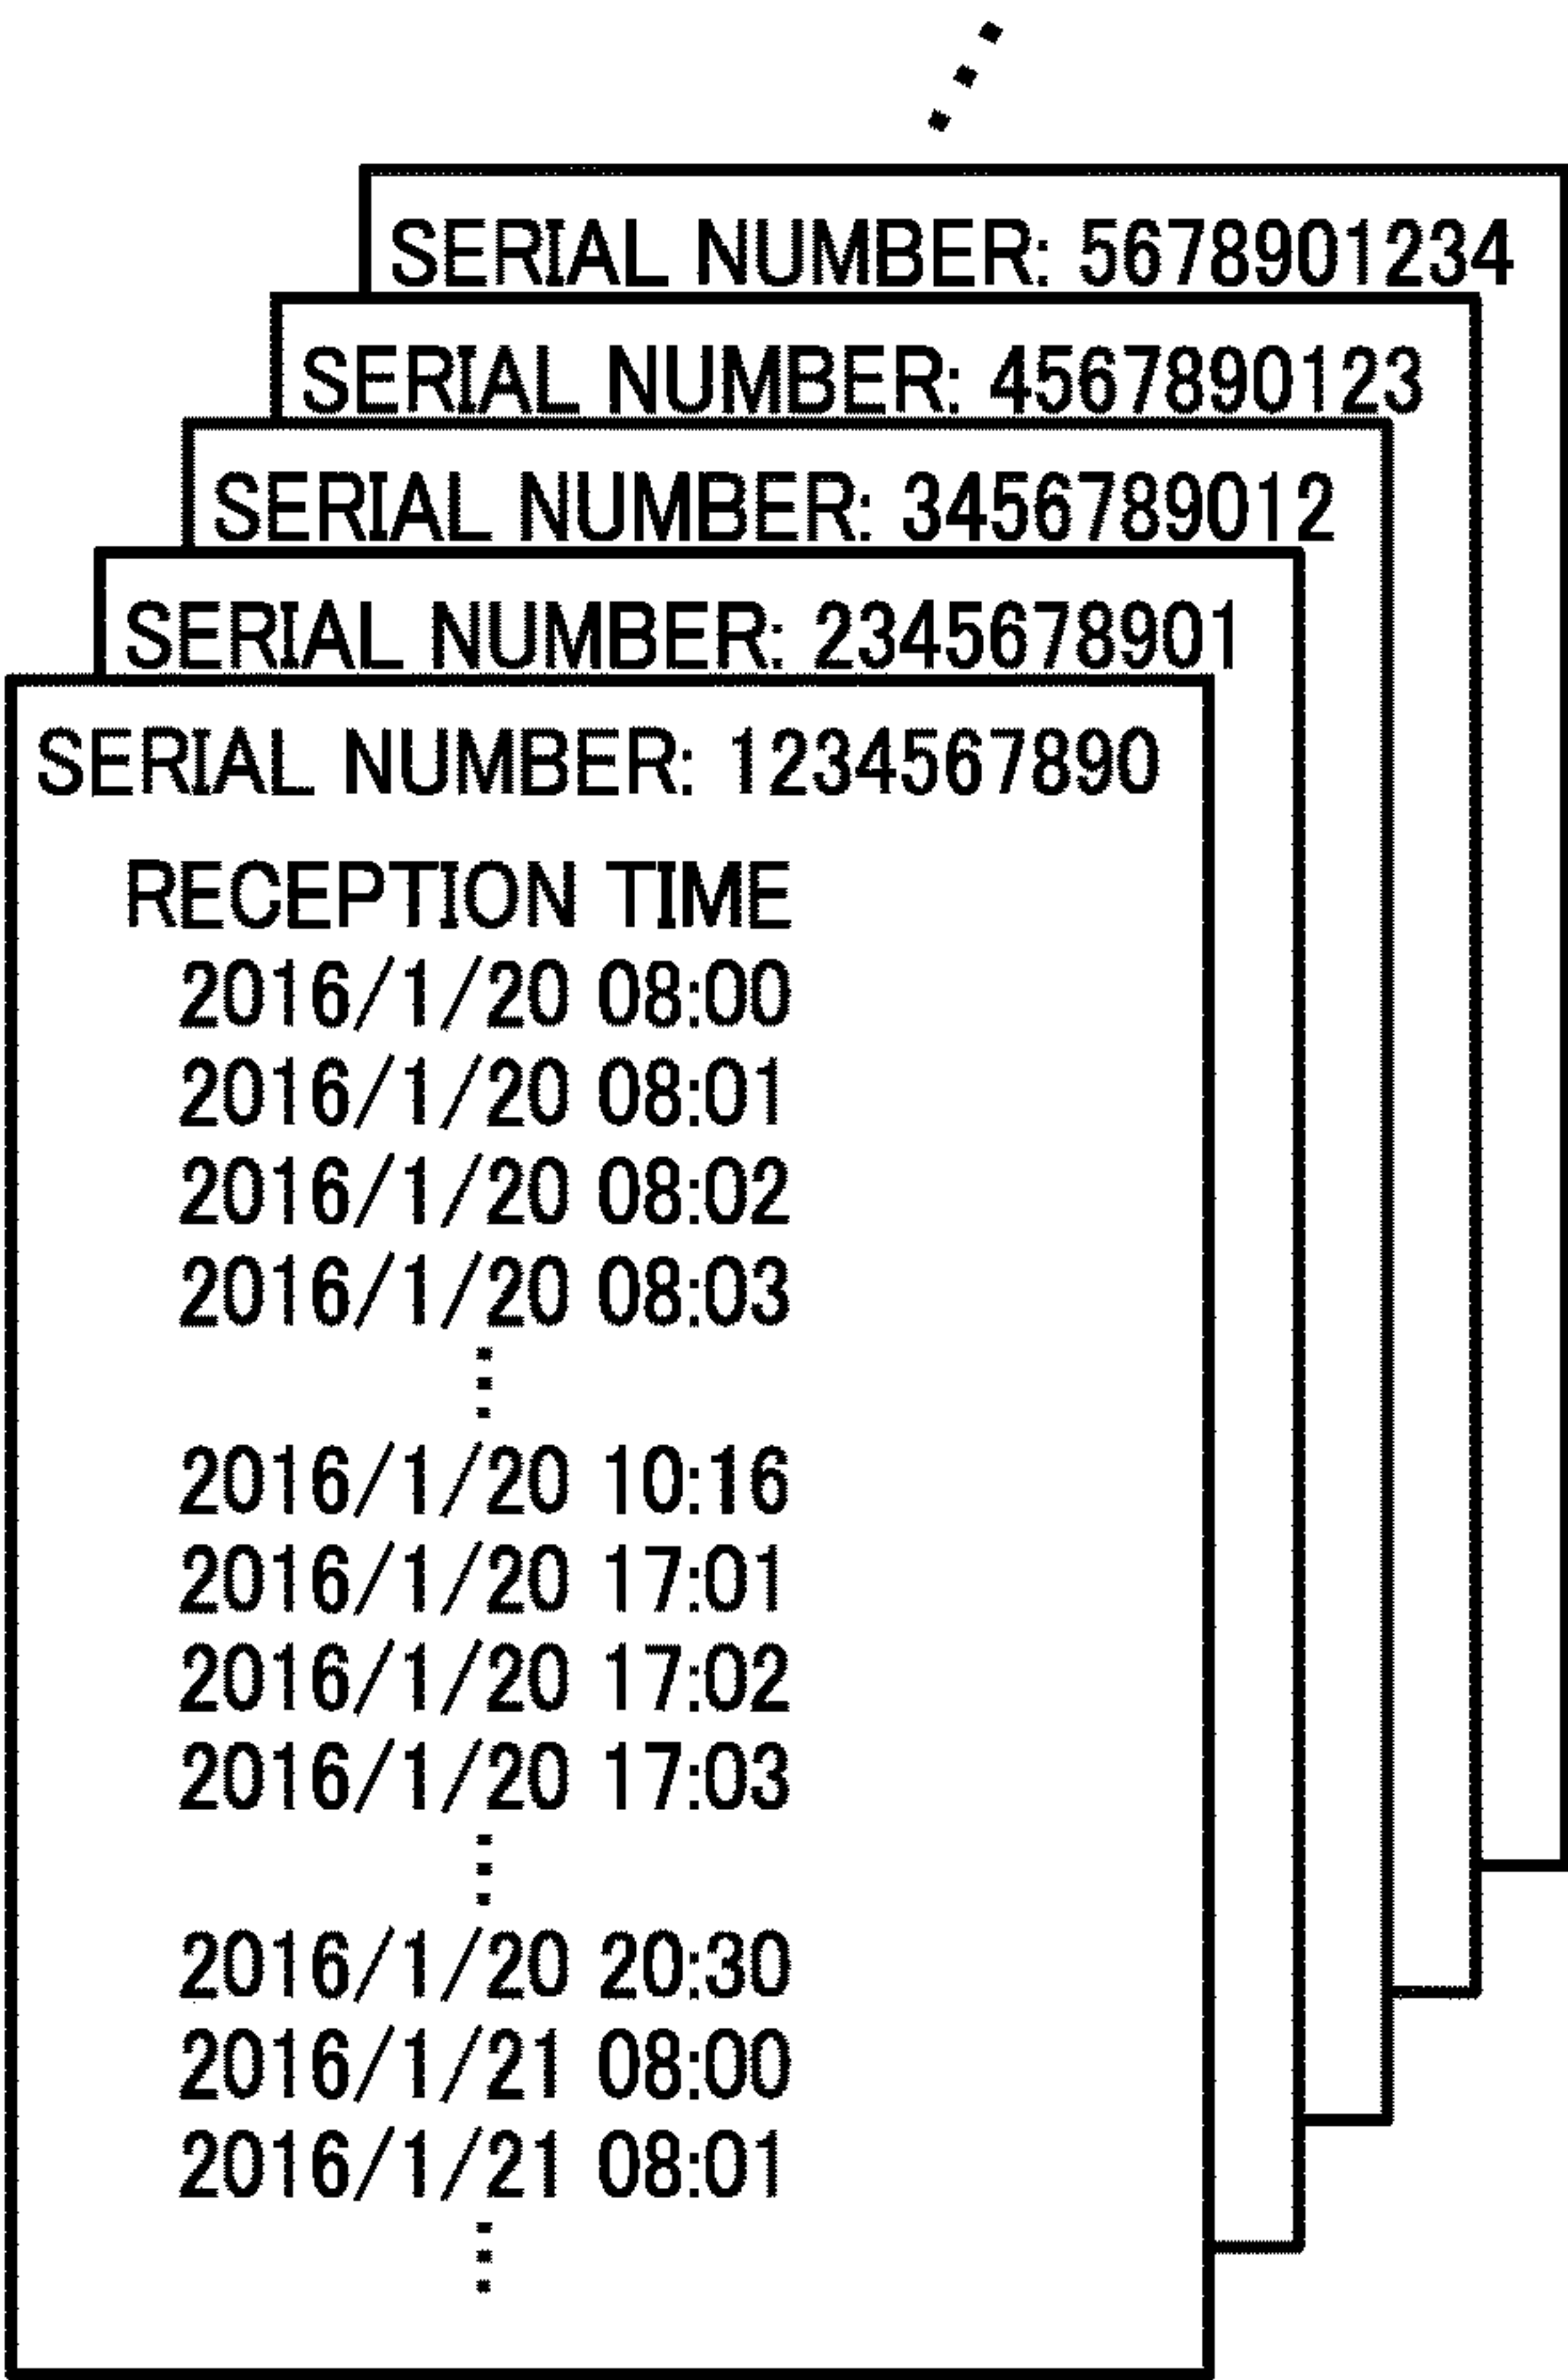 SERIAL NUMBER: 5678901234
SERIAL NUMBER: 4567890123
SERIAL NUMBER: 3456789012
SERIAL NUMBER: 2345678901
SERIAL NUMBER: 1234567890
RECEPTION TIME
2016/1/20 08:00
2016/1/20 08:01
2016/1/20 08:02
2016/1/20 08:03
2016/1/20 10:16
2016/1/20 17:01
2016/1/20 17:02
2016/1/20 17:03
2016/1/20 20:30
2016/1/21 08:00
2016/1/21 08:01